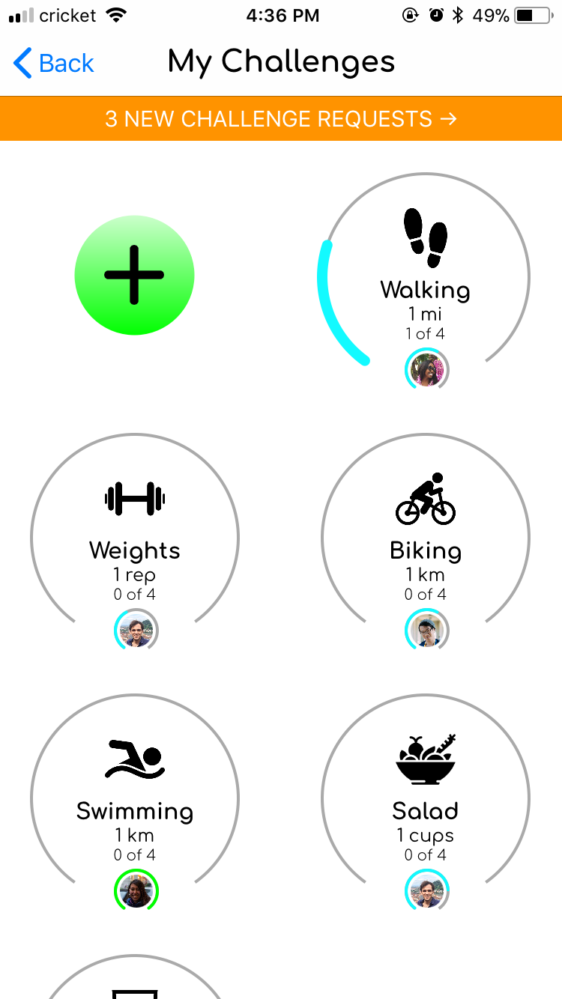 cricket 4:36 PM 49%
Back My Challenges
3 NEW CHALLENGE REQUESTS →
Walking
1 mi
1 of 4
Weights
1 rep
0 of 4
Biking
1 km
0 of 4
Swimming
1 km
0 of 4
Salad
1 cups
0 of 4